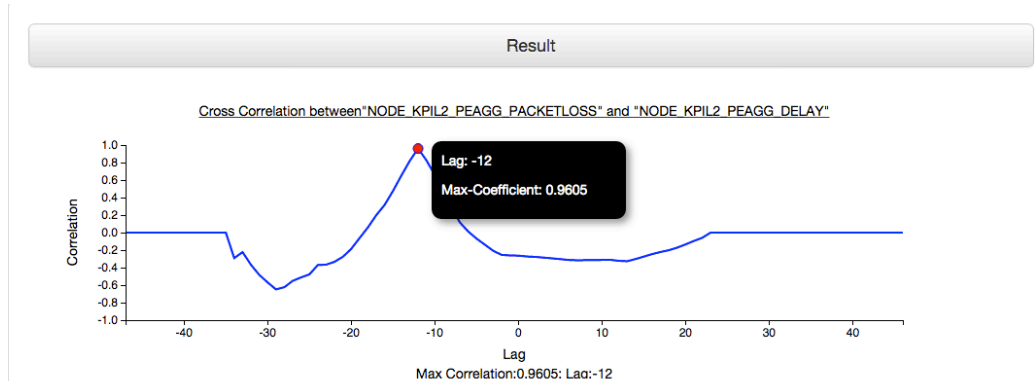 Result
Cross Correlation between"NODE_KPIL2_PEAGG_PACKETLOSS" and "NODE_KPIL2_PEAGG_DELAY"
1.0
0.8
0.6
0.4
0.2
0.0
-0.2
-0.4
-0.6
-0.8
-1.0
Correlation
Lag: -12
Max-Coefficient: 0.9605
-40 -30 -20 -10 0 10 20 30 40
Lag
Max Correlation:0.9605: Lag:-12